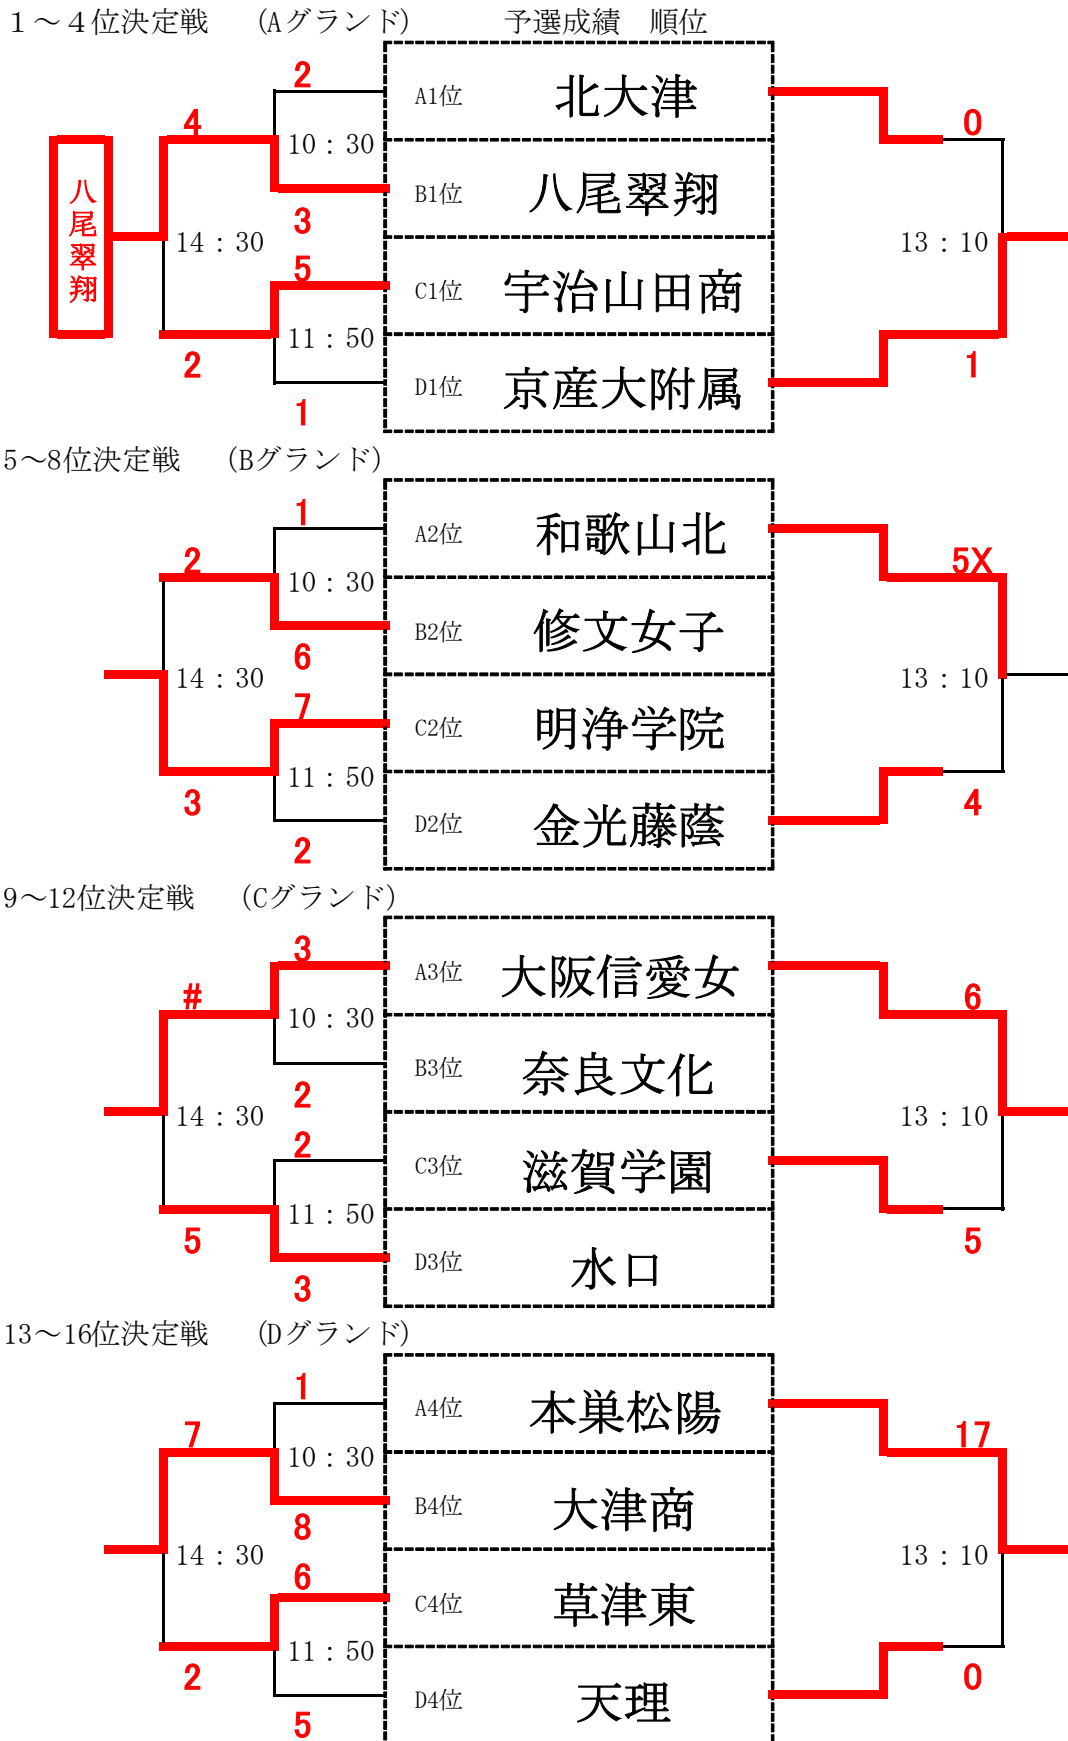 １～４位決定戦　（Aグランド）　予選成績　順位
2
A1位　北大津
4
10：30
0
B1位　八尾翠翔
八尾翠翔
3
14：30
13：10
5
C1位　宇治山田商
11：50
2
1
D1位　京産大附属
1
5～8位決定戦　（Bグランド）
1
A2位　和歌山北
2
5X
10：30
B2位　修文女子
6
14：30
13：10
7
C2位　明浄学院
11：50
3
4
D2位　金光藤蔭
2
9～12位決定戦　（Cグランド）
3
A3位　大阪信愛女
#
6
10：30
B3位　奈良文化
2
14：30
13：10
2
C3位　滋賀学園
11：50
5
5
D3位　水口
3
13～16位決定戦　（Dグランド）
1
A4位　本巣松陽
7
17
10：30
B4位　大津商
8
14：30
13：10
6
C4位　草津東
11：50
2
0
D4位　天理
5